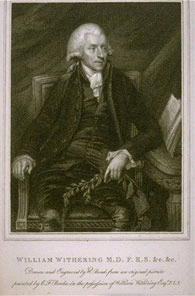 WILLIAM WITHERING M.D. F.R.S. &c. &c.
Drawn and Engraved by W. Bond from an original picture
painted by C. F. Breda in the possession of William Withering Esqr. F.L.S.